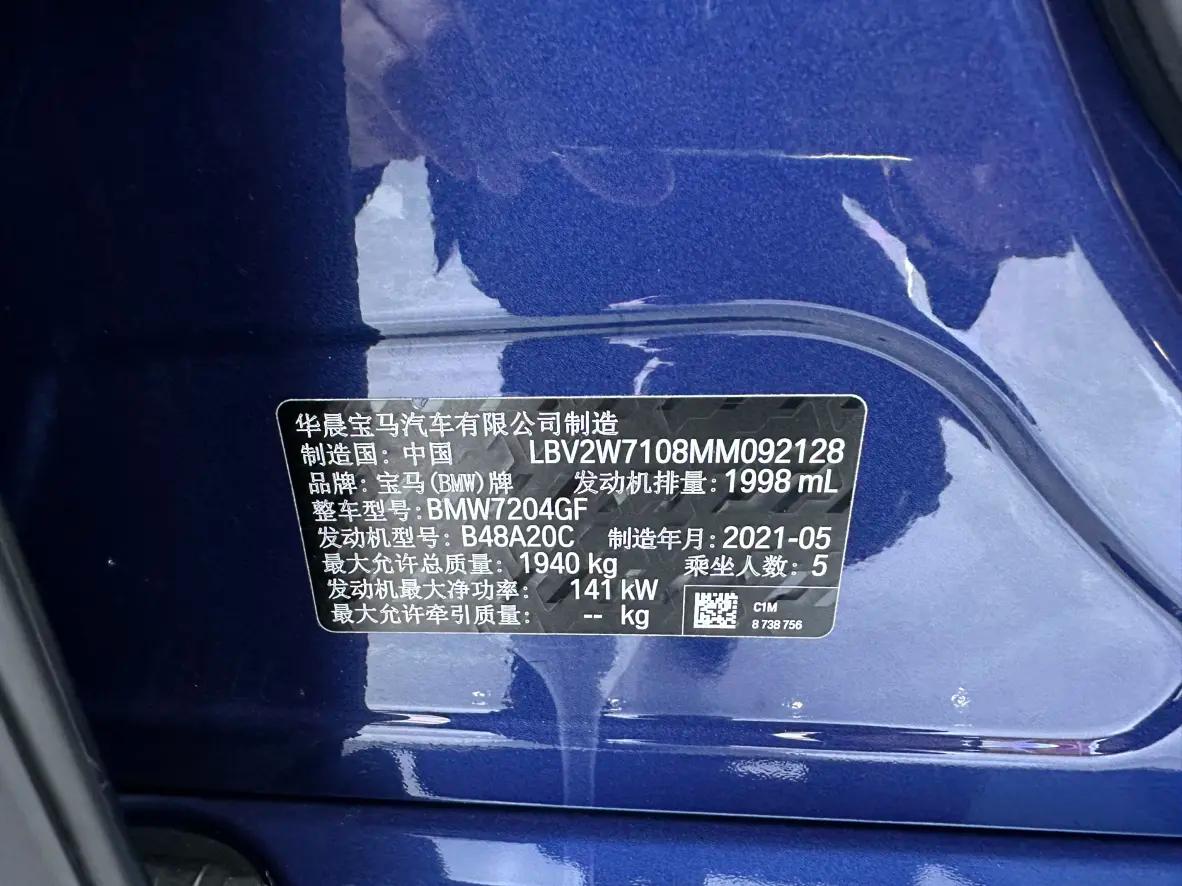 华晨宝马汽车有限公司制造
制造国：中国 LBV2W7108MM092128
品牌：宝马(BMW)牌 发动机排量：1998 mL
整车型号：BMW7204GF
发动机型号：B48A20C 制造年月：2021-05
最大允许总质量：1940 kg 乘坐人数：5
发动机最大净功率：141 kW
最大允许牵引质量：-- kg
C1M
8 738 756